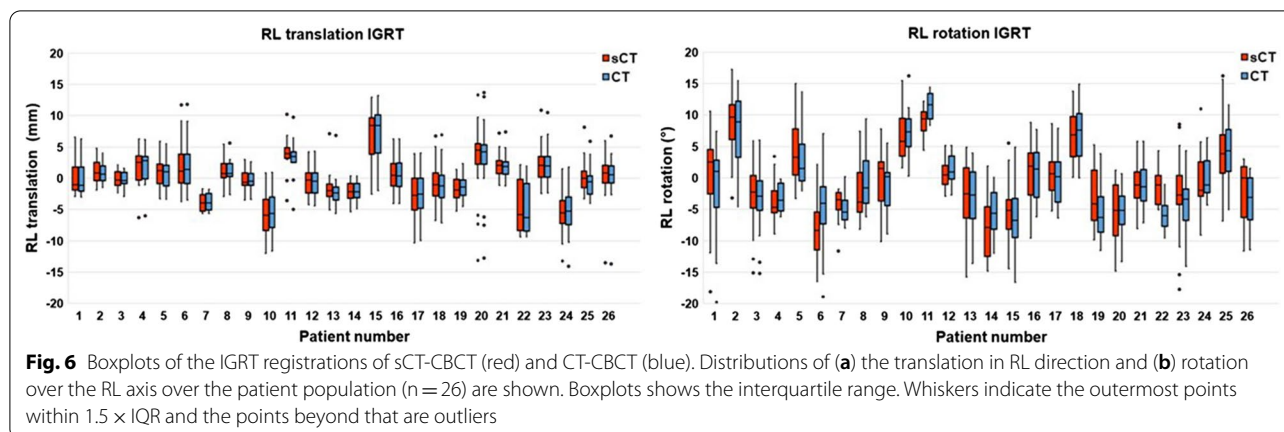 RL translation IGRT
sCT
CT
RL translation (mm)
20
15
10
5
0
-5
-10
-15
-20
1 2 3 4 5 6 7 8 9 10 11 12 13 14 15 16 17 18 19 20 21 22 23 24 25 26
Patient number
RL rotation IGRT
sCT
CT
RL rotation (°)
20
15
10
5
0
-5
-10
-15
-20
1 2 3 4 5 6 7 8 9 10 11 12 13 14 15 16 17 18 19 20 21 22 23 24 25 26
Patient number
Fig. 6 Boxplots of the IGRT registrations of sCT-CBCT (red) and CT-CBCT (blue). Distributions of (a) the translation in RL direction and (b) rotation
over the RL axis over the patient population (n = 26) are shown. Boxplots shows the interquartile range. Whiskers indicate the outermost points
within 1.5 × IQR and the points beyond that are outliers